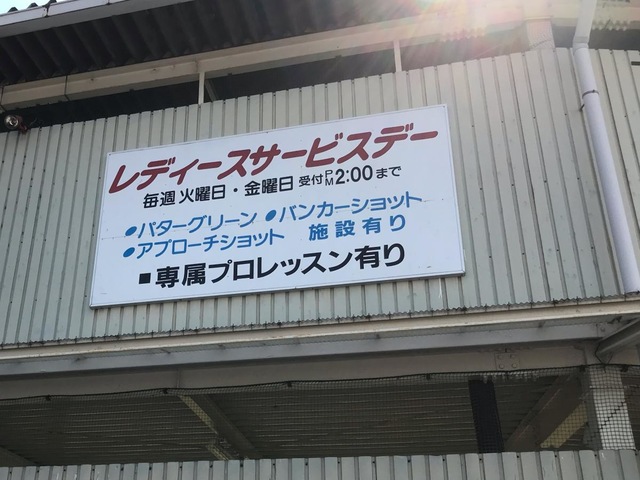 レディースサービスデー
毎週火曜日・金曜日 受付PM2:00まで
●パターグリーン ●バンカーショット
●アプローチショット 施設有り
■専属プロレッスン有り